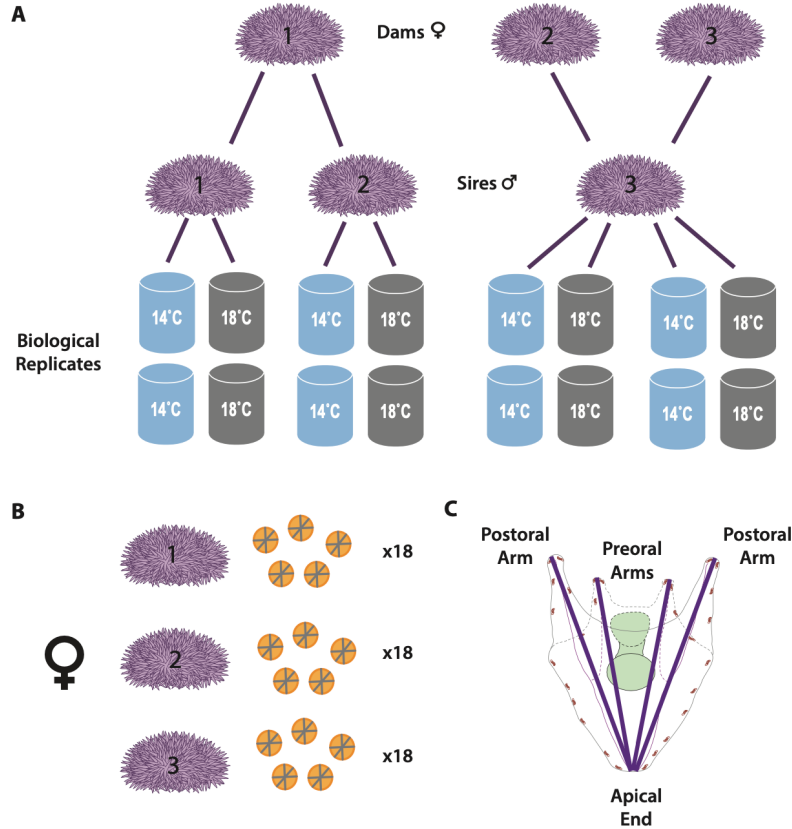 A
1
Dams ♀
2
3
1
2
Sires ♂
3
14°C
18°C
14°C
18°C
14°C
18°C
14°C
18°C
Biological
Replicates
14°C
18°C
14°C
18°C
14°C
18°C
14°C
18°C
B
♀
1
x18
2
x18
3
x18
C
Postoral
Arm
Preoral
Arms
Postoral
Arm
Apical
End